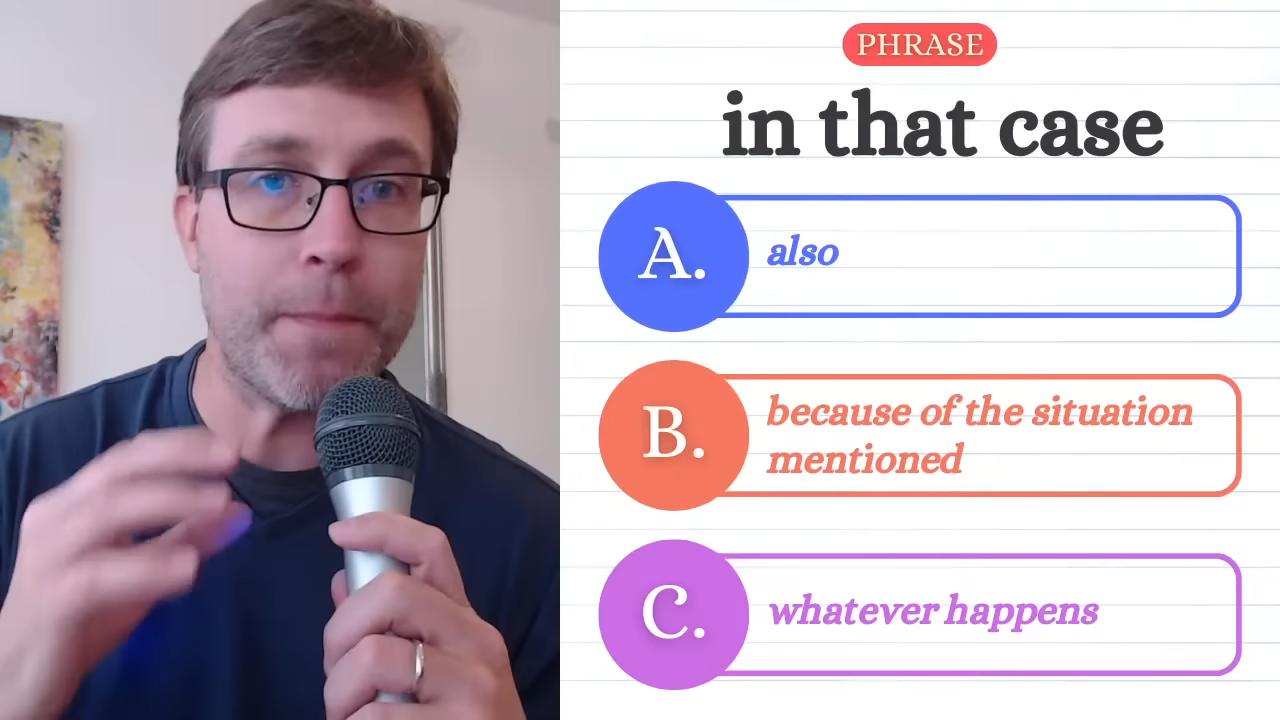 PHRASE
in that case
A.
also
B.
because of the situation
mentioned
C.
whatever happens